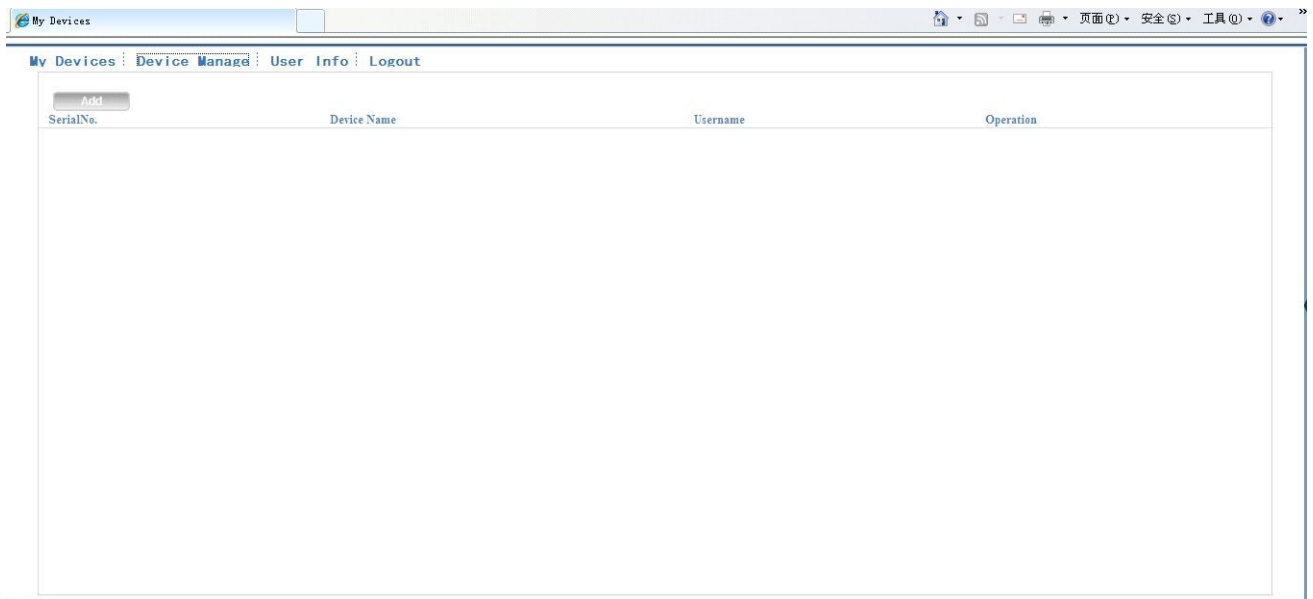 My Devices 页面(P) 安全(S) 工具(O) »
My Devices Device Manage User Info Logout
Add
SerialNo. Device Name Username Operation